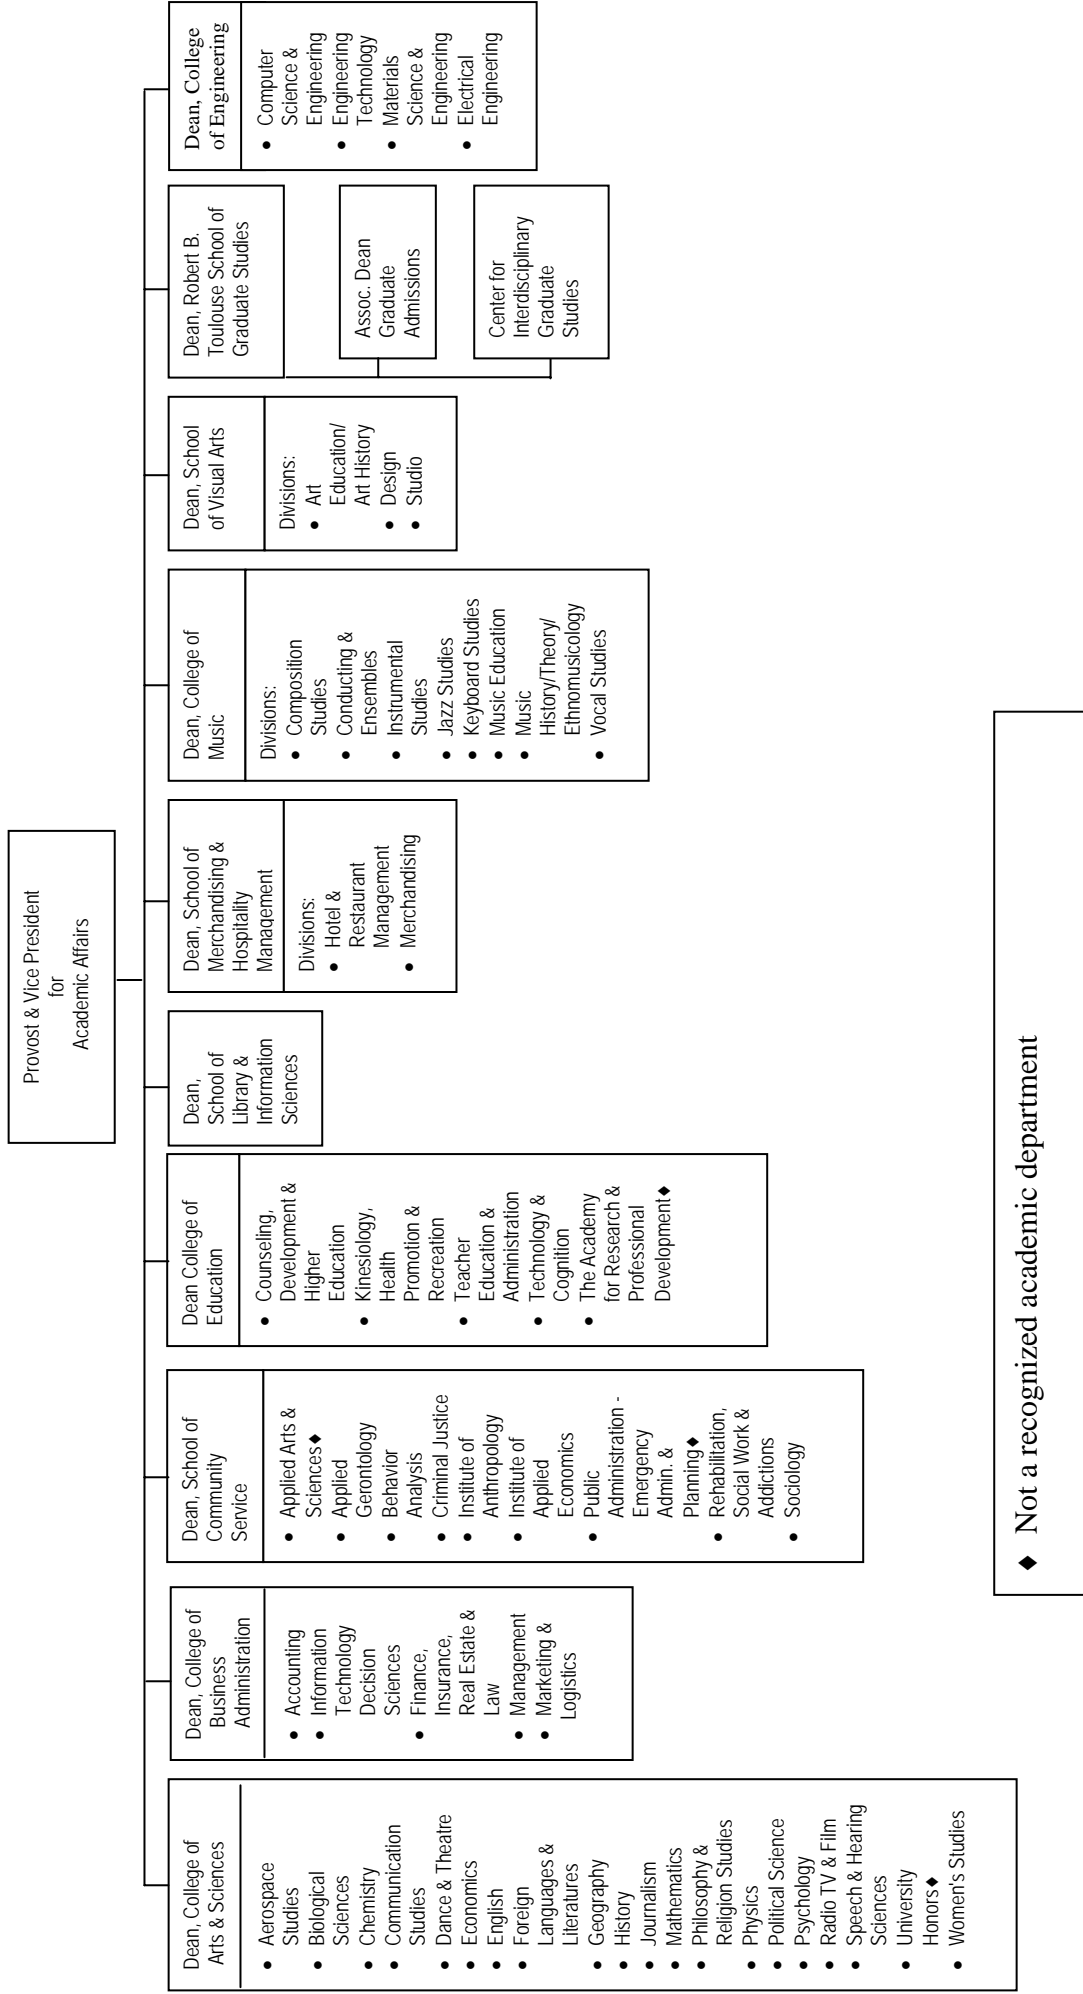 Provost & Vice President
for
Academic Affairs
Dean, College of
Arts & Sciences
• Aerospace
Studies
• Biological
Sciences
• Chemistry
• Communication
Studies
• Dance & Theatre
• Economics
• English
• Foreign
Languages &
Literatures
• Geography
• History
• Journalism
• Mathematics
• Philosophy &
Religion Studies
• Physics
• Political Science
• Psychology
• Radio TV & Film
• Speech & Hearing
Sciences
• University
Honors♦
• Women's Studies
Dean, College of
Business
Administration
• Accounting
• Information
Technology
Decision
Sciences
• Finance,
Insurance,
Real Estate &
Law
• Management
• Marketing &
Logistics
Dean, School of
Community
Service
• Applied Arts &
Sciences♦
• Applied
Gerontology
• Behavior
Analysis
• Criminal Justice
• Institute of
Anthropology
• Institute of
Applied
Economics
• Public
Administration -
Emergency
Admin. &
Planning♦
• Rehabilitation,
Social Work &
Addictions
• Sociology
Dean College of
Education
• Counseling,
Development &
Higher
Education
• Kinesiology,
Health
Promotion &
Recreation
• Teacher
Education &
Administration
• Technology &
Cognition
• The Academy
for Research &
Professional
Development♦
Dean,
School of
Library &
Information
Sciences
Dean, School of
Merchandising &
Hospitality
Management
Divisions:
• Hotel &
Restaurant
Management
• Merchandising
Dean, College of
Music
Divisions:
• Composition
Studies
• Conducting &
Ensembles
• Instrumental
Studies
• Jazz Studies
• Keyboard Studies
• Music Education
• Music
History/Theory/
Ethnomusicology
• Vocal Studies
Dean, School
of Visual Arts
Divisions:
• Art
Education/
Art History
• Design
• Studio
Dean, Robert B.
Toulouse School of
Graduate Studies
Assoc. Dean
Graduate
Admissions
Center for
Interdisciplinary
Graduate
Studies
Dean, College
of Engineering
• Computer
Science &
Engineering
• Engineering
Technology
• Materials
Science &
Engineering
• Electrical
Engineering
♦ Not a recognized academic department